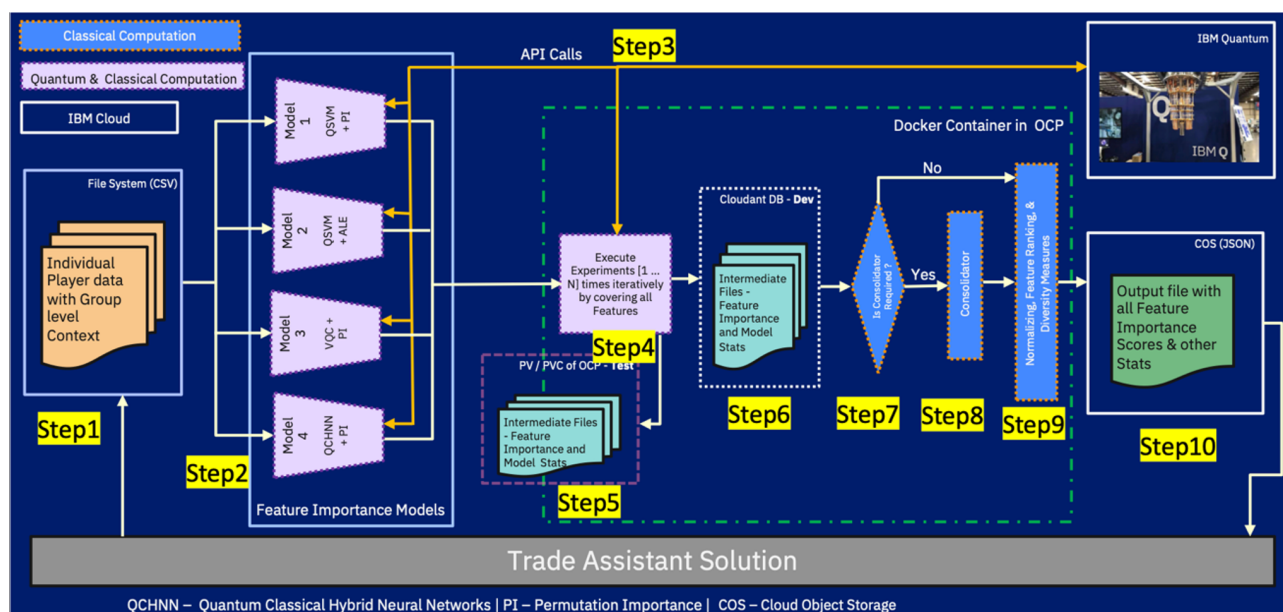 Classical Computation
Quantum & Classical Computation
IBM Cloud
File System (CSV)
Individual
Player data
with Group
level
Context
Step1
Step2
Model
1
QSVM
+ PI
Model
2
QSVM
+ ALE
Model
3
VQC +
PI
Model
4
QCHNN
+ PI
Feature Importance Models
API Calls
Step3
Docker Container in OCP
Execute
Experiments [1 ...
N] times iteratively
by covering all
Features
Step4
PV / PVC of OCP - Test
Intermediate Files
- Feature
Importance and
Model Stats
Step5
Cloudant DB - Dev
Intermediate
Files -
Feature
Importance
and Model
Stats
Step6
Is Consolidator
Required ?
No
Yes
Step7
Consolidator
Step8
Normalizing, Feature Ranking, &
Diversity Measures
Step9
IBM Quantum
Q
IBM Q
COS (JSON)
Output file with
all Feature
Importance
Scores & other
Stats
Step10
Trade Assistant Solution
QCHNN – Quantum Classical Hybrid Neural Networks | PI – Permutation Importance | COS – Cloud Object Storage